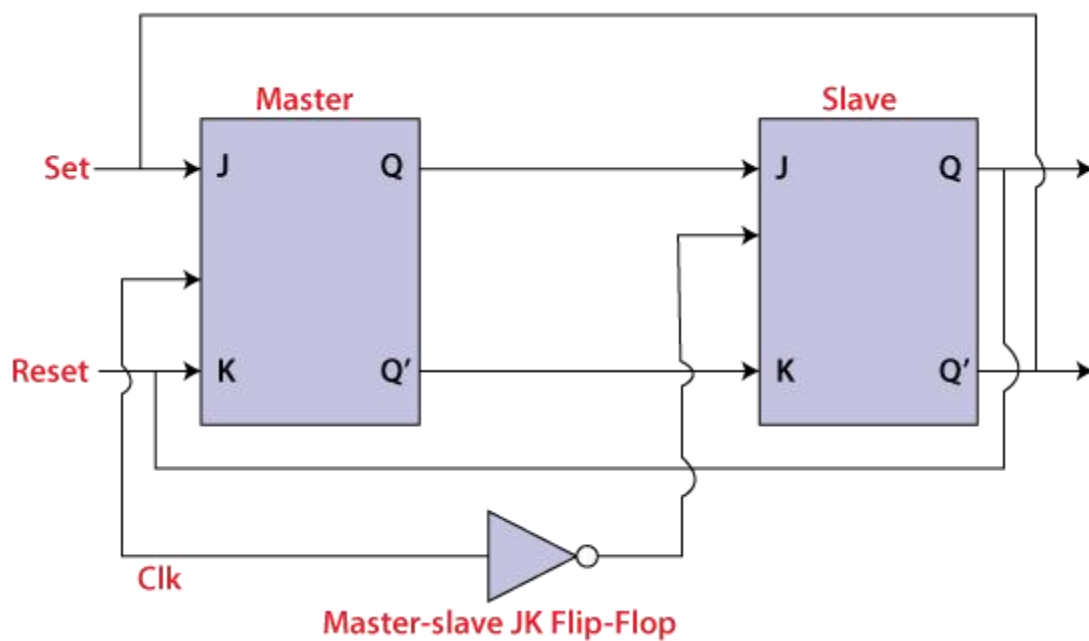 Master
Slave
Set
J
Q
J
Q
Reset
K
Q'
K
Q'
Clk
Master-slave JK Flip-Flop